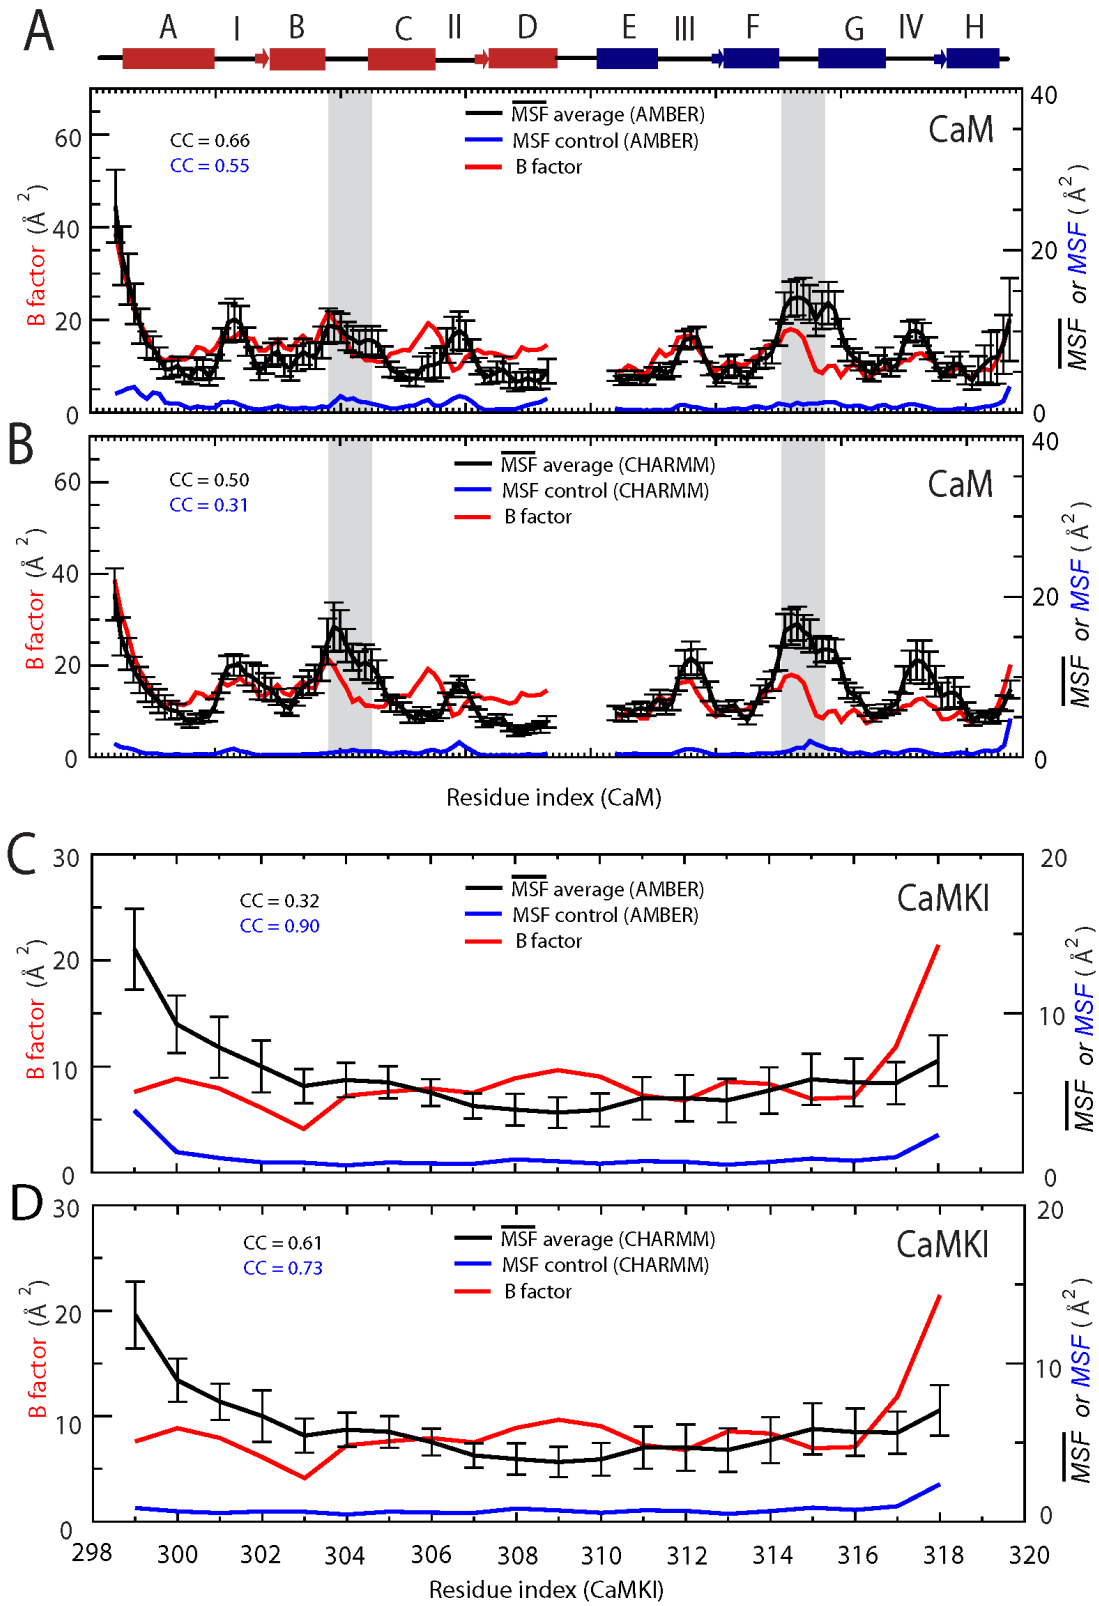 A
A I B C II D E III F G IV H
MSF average (AMBER)
MSF control (AMBER)
B factor
CaM
CC = 0.66
CC = 0.55
B factor (Å 2)
60
40
20
0
40
20
0
MSF or MSF (Å 2)
B
MSF average (CHARMM)
MSF control (CHARMM)
B factor
CaM
CC = 0.50
CC = 0.31
B factor (Å 2)
60
40
20
0
40
20
0
MSF or MSF (Å 2)
Residue index (CaM)
C
MSF average (AMBER)
MSF control (AMBER)
B factor
CaMKI
CC = 0.32
CC = 0.90
B factor (Å 2)
30
20
10
0
20
10
0
MSF or MSF (Å 2)
D
MSF average (CHARMM)
MSF control (CHARMM)
B factor
CaMKI
CC = 0.61
CC = 0.73
B factor (Å 2)
30
20
10
0
20
10
0
MSF or MSF (Å 2)
298 300 302 304 306 308 310 312 314 316 318 320
Residue index (CaMKI)